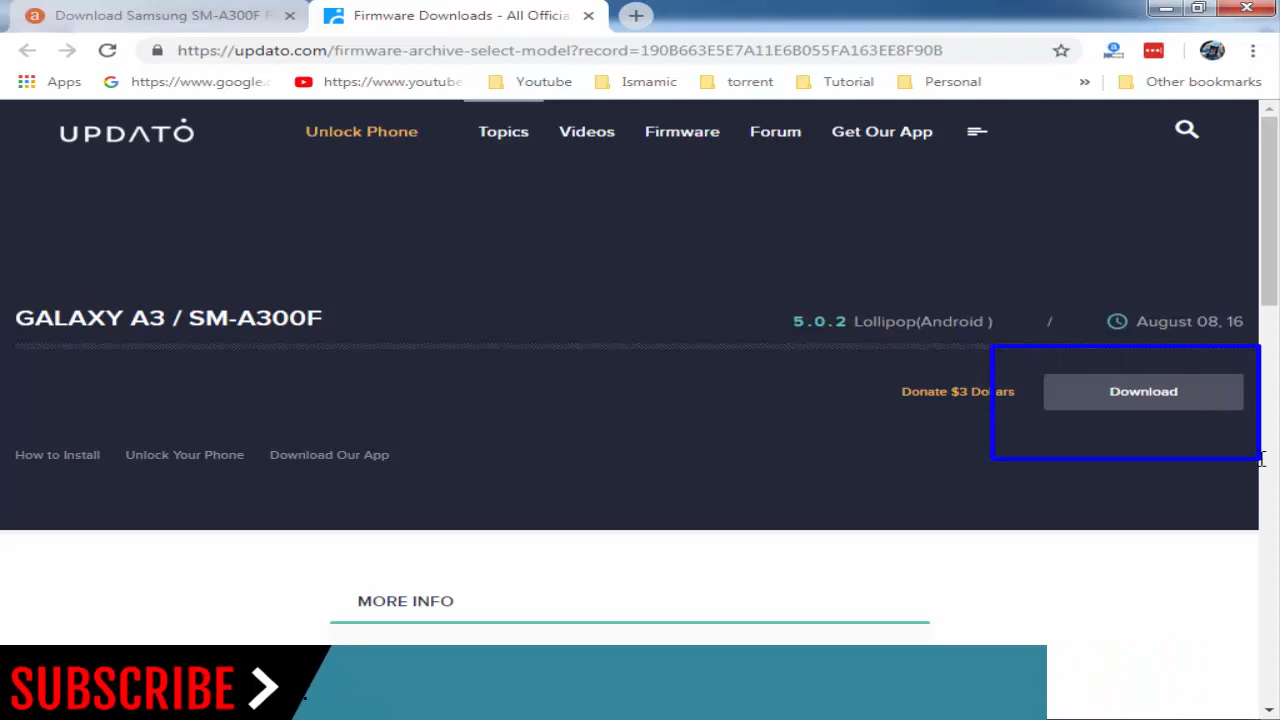 Download Samsung SM-A300F F
Firmware Downloads - All Officia
https://updato.com/firmware-archive-select-model?record=190B663E5E7A11E6B055FA163EE8F90B
Apps
https://www.google.c
https://www.youtube
Youtube
Ismamic
torrent
Tutorial
Personal
»
Other bookmarks
UPDATO
Unlock Phone
Topics
Videos
Firmware
Forum
Get Our App
GALAXY A3 / SM-A300F
5.0.2 Lollipop(Android )
/
August 08, 16
Donate $3 Dollars
Download
How to Install
Unlock Your Phone
Download Our App
MORE INFO
SUBSCRIBE